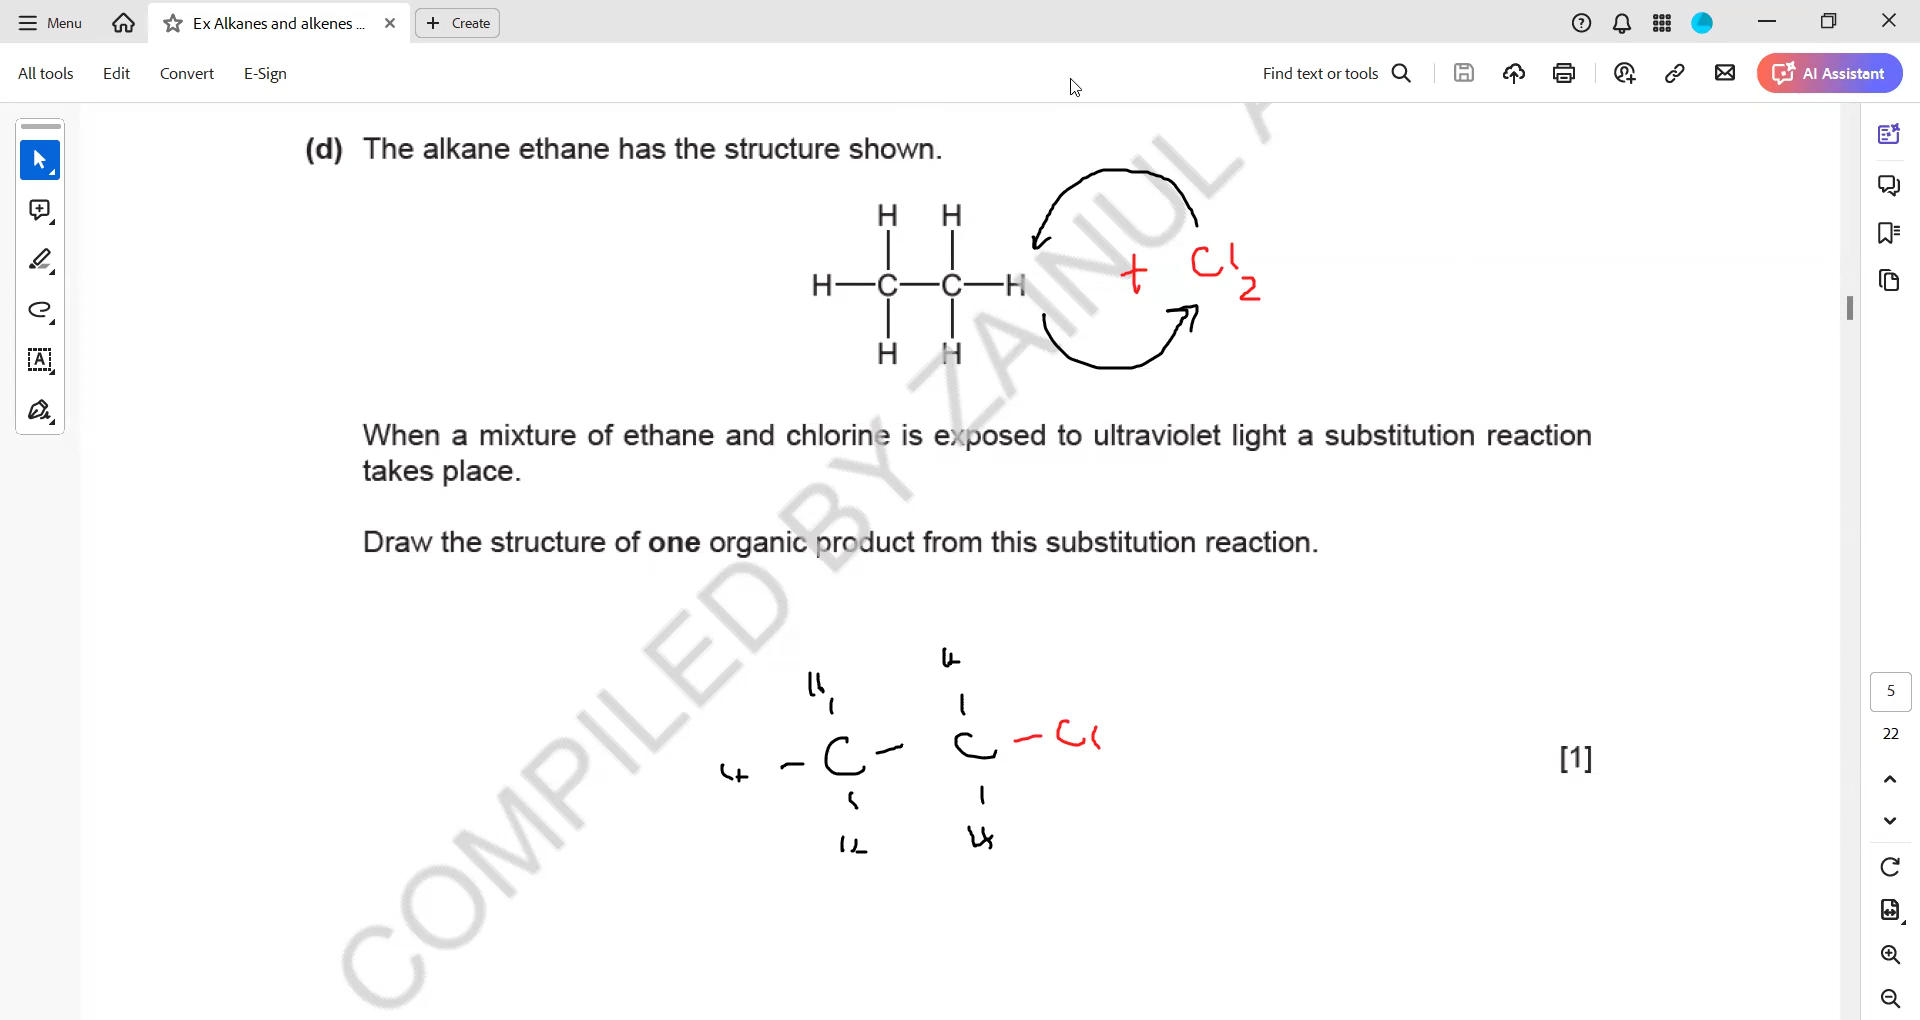 Menu
Ex Alkanes and alkenes ...
Create
All tools
Edit
Convert
E-Sign
Find text or tools
AI Assistant
(d) The alkane ethane has the structure shown.
H H
H—C—C—H + Cl2
H H
When a mixture of ethane and chlorine is exposed to ultraviolet light a substitution reaction
takes place.
Draw the structure of one organic product from this substitution reaction.
H H
H – C – C – Cl
H H
[1]
COMPILED BY ZAINUL A
5
22